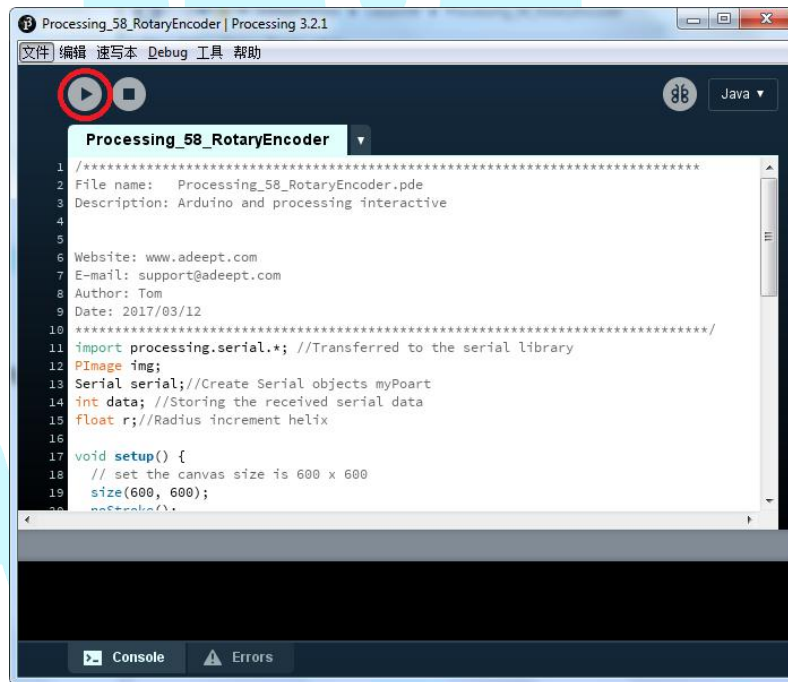 Processing_58_RotaryEncoder | Processing 3.2.1
文件 编辑 速写本 Debug 工具 帮助
Java ▼
Processing_58_RotaryEncoder ▼
1 /*****************************************************************************
2 File name: Processing_58_RotaryEncoder.pde
3 Description: Arduino and processing interactive
4
5
6 Website: www.adeept.com
7 E-mail: support@adeept.com
8 Author: Tom
9 Date: 2017/03/12
10 *******************************************************************************/
11 import processing.serial.*; //Transferred to the serial library
12 PImage img;
13 Serial serial;//Create Serial objects myPoart
14 int data; //Storing the received serial data
15 float r;//Radius increment helix
16
17 void setup() {
18 // set the canvas size is 600 x 600
19 size(600, 600);
20 noStroke();
Console Errors